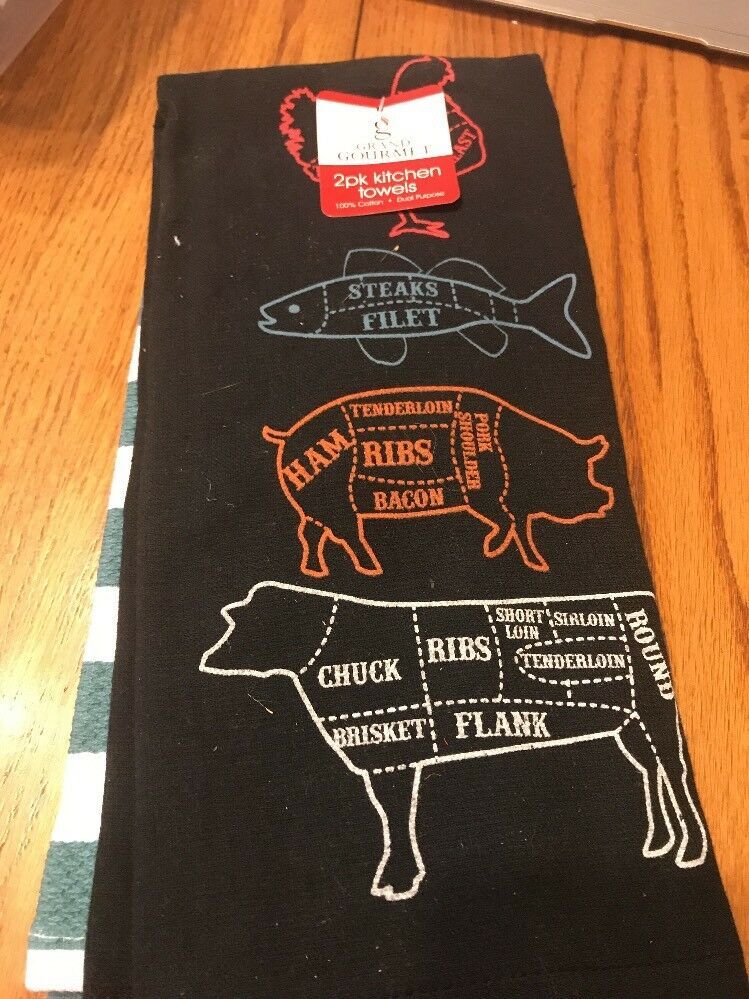 GRAND
GOURMET
2pk kitchen
towels
100% Cotton • Dual Purpose
STEAKS
FILET
HAM
TENDERLOIN
RIBS
BACON
PORK
SHOULDER
CHUCK
RIBS
SHORT
LOIN
SIRLOIN
TENDERLOIN
ROUND
BRISKET
FLANK